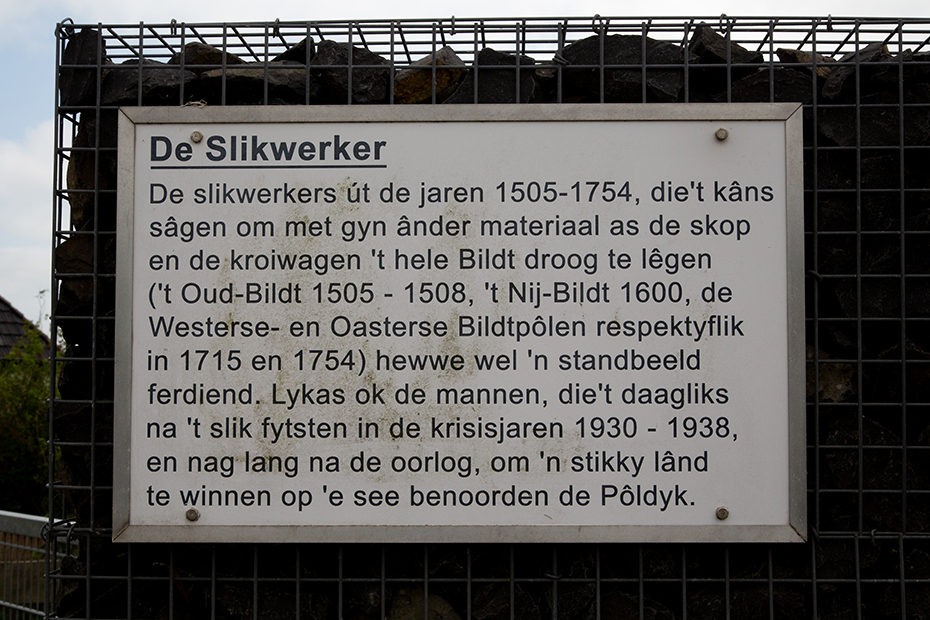 De Slikwerker
De slikwerkers út de jaren 1505-1754, die't kâns
sâgen om met gyn ânder materiaal as de skop
en de kroiwagen 't hele Bildt droog te lêgen
('t Oud-Bildt 1505 - 1508, 't Nij-Bildt 1600, de
Westerse- en Oasterse Bildtpôlen respektyflik
in 1715 en 1754) hewwe wel 'n standbeeld
ferdiend. Lykas ok de mannen, die't daagliks
na 't slik fytsten in de krisisjaren 1930 - 1938,
en nag lang na de oorlog, om 'n stikky lând
te winnen op 'e see benoorden de Pôldyk.